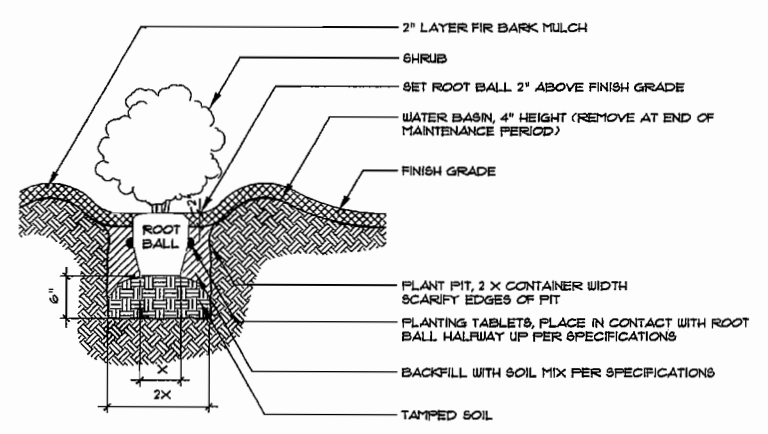 2" LAYER FIR BARK MULCH
SHRUB
SET ROOT BALL 2" ABOVE FINISH GRADE
WATER BASIN, 4" HEIGHT (REMOVE AT END OF
MAINTENANCE PERIOD)
FINISH GRADE
2"
ROOT
BALL
PLANT PIT, 2 X CONTAINER WIDTH
SCARIFY EDGES OF PIT
6"
PLANTING TABLETS, PLACE IN CONTACT WITH ROOT
BALL HALFWAY UP PER SPECIFICATIONS
X
BACKFILL WITH SOIL MIX PER SPECIFICATIONS
2X
TAMPED SOIL